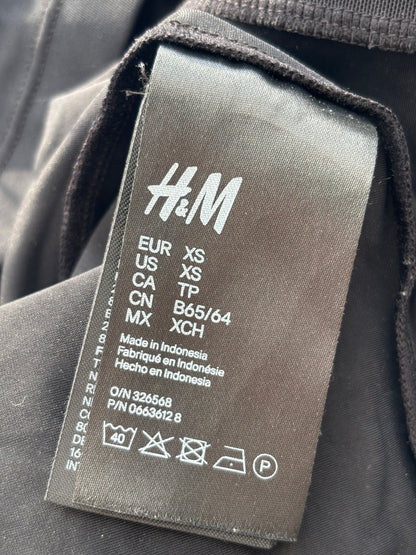 H&M
EUR XS
US XS
CA TP
CN B65/64
MX XCH
Made in Indonesia
Fabriqué en Indonésie
Hecho en Indonesia
O/N 326568
P/N 0663612 8
40
P